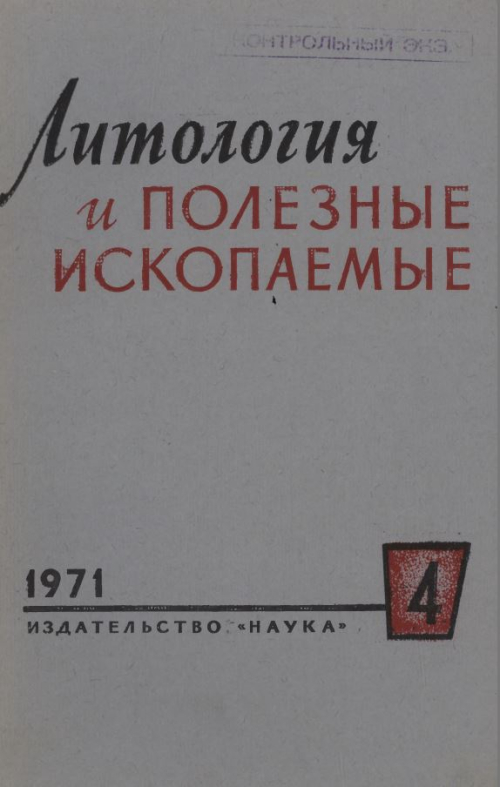 КОНТРОЛЬНЫЙ ЭКЗ.
Литология
и ПОЛЕЗНЫЕ
ИСКОПАЕМЫЕ
1971
4
ИЗДАТЕЛЬСТВО «НАУКА»